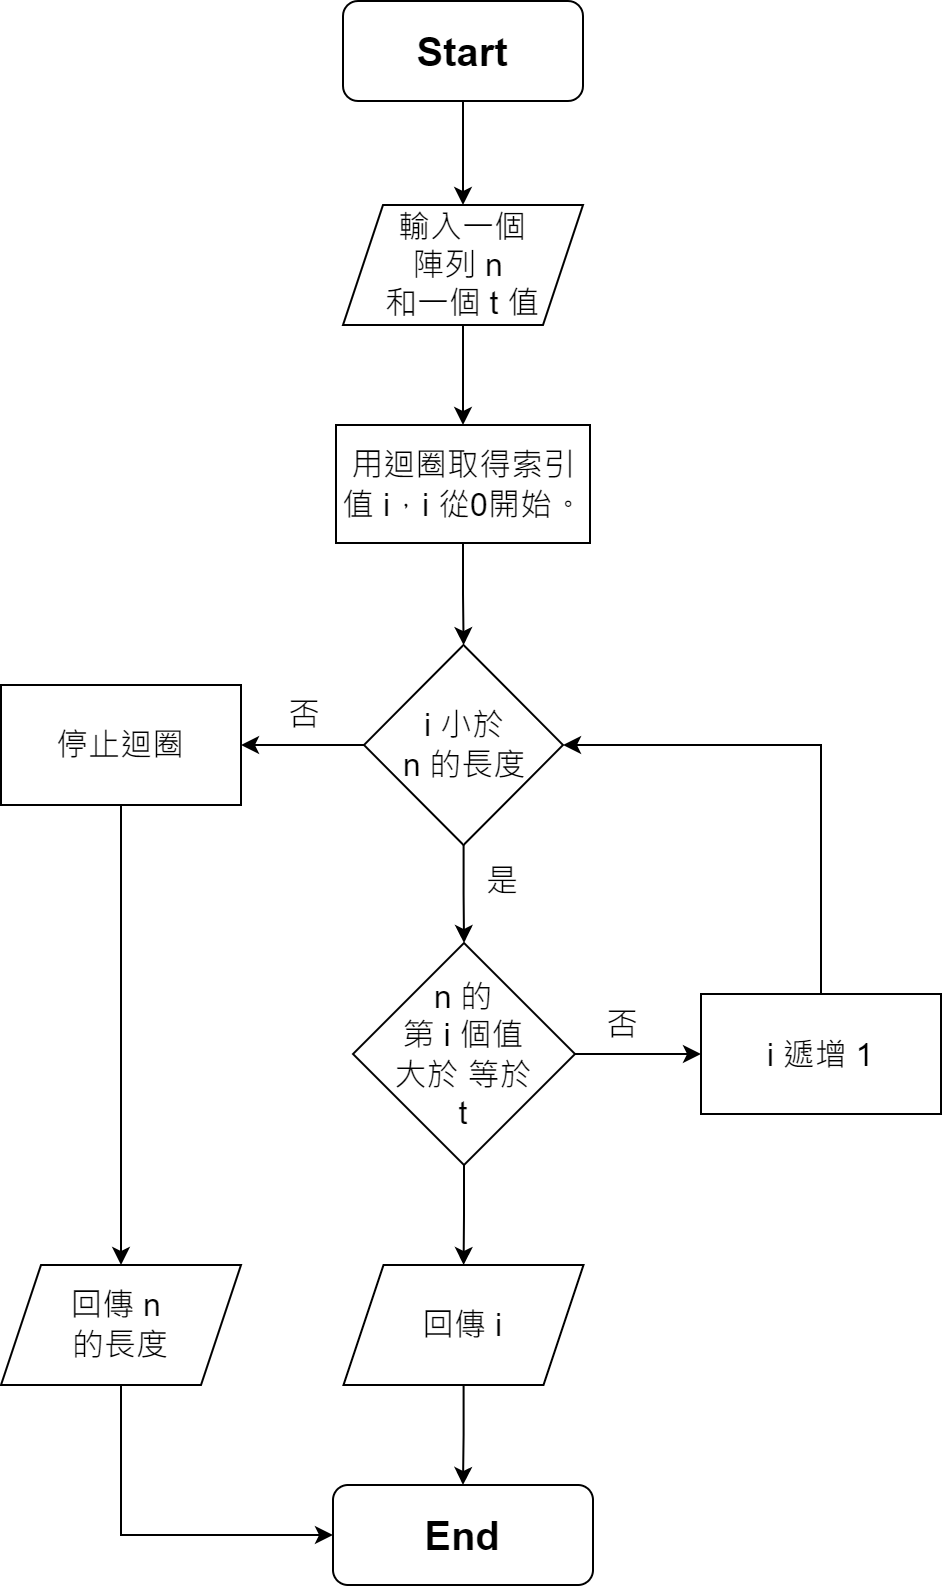 Start
輸入一個
陣列 n
和一個 t 值
用迴圈取得索引
值 i，i 從0開始。
i 小於
n 的長度
否
停止迴圈
是
n 的
第 i 個值
大於 等於
t
否
i 遞增 1
回傳 n
的長度
回傳 i
End